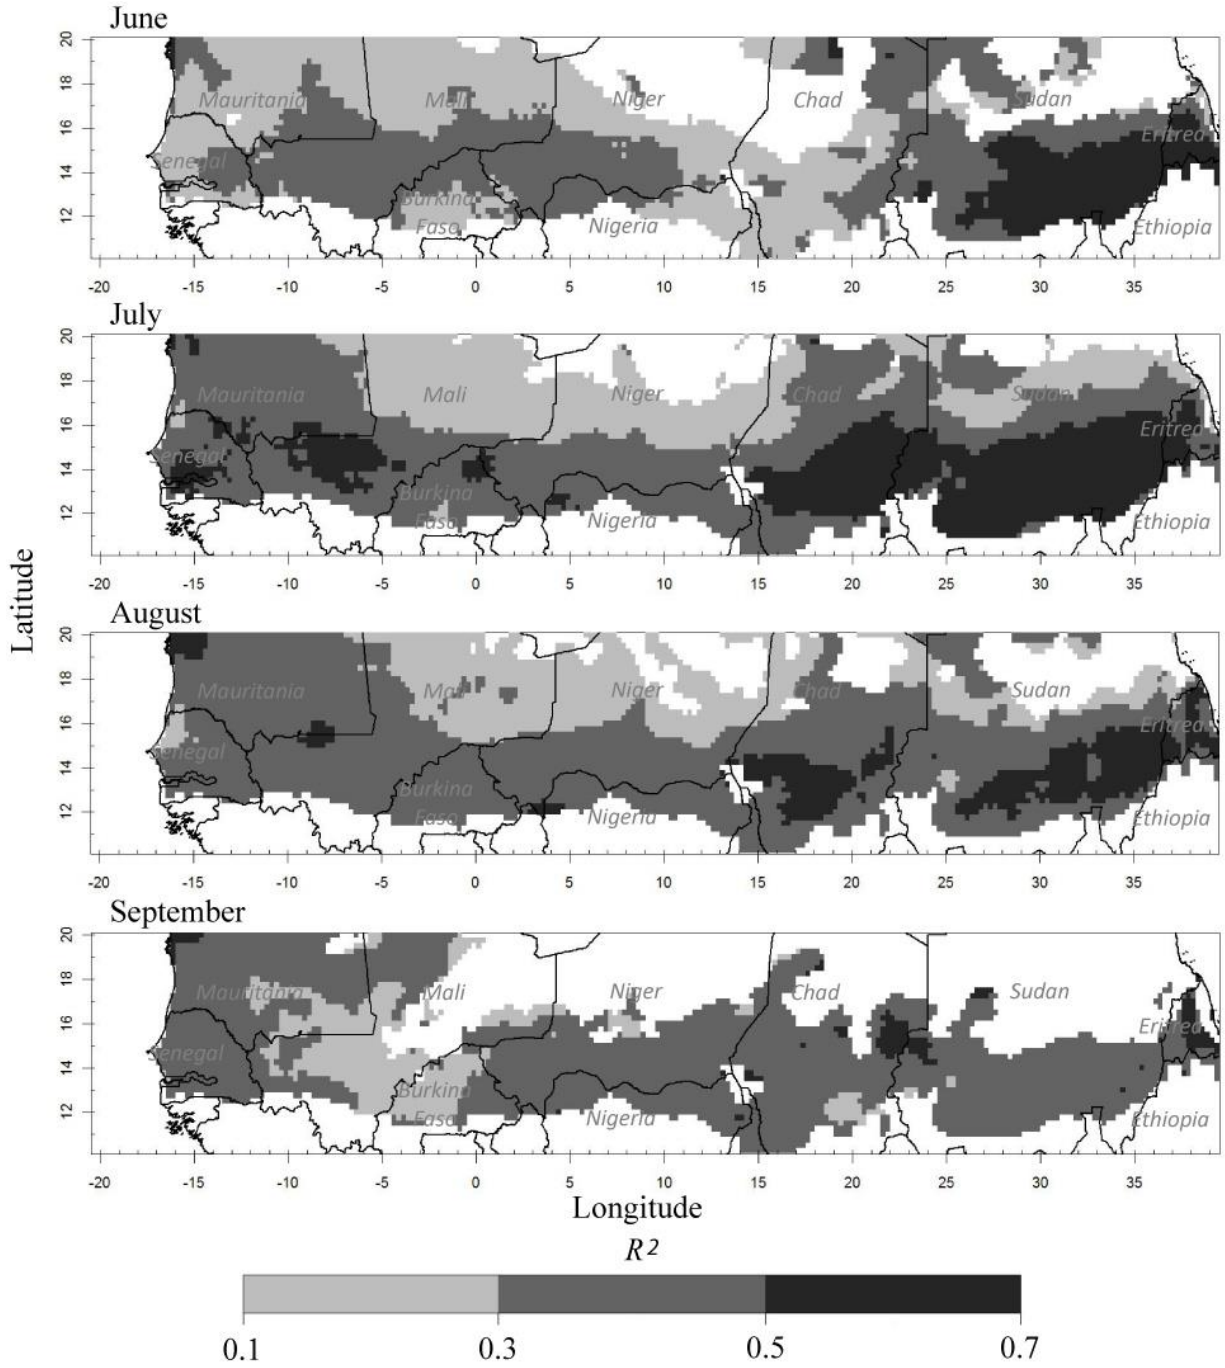 June
20
18
16
14
12
Mauritania Mali Niger Chad Sudan
Senegal Eritrea
Burkina
Faso Nigeria Ethiopia
-20 -15 -10 -5 0 5 10 15 20 25 30 35
July
20
18
16
14
12
Mauritania Mali Niger Chad Sudan
Senegal Eritrea
Burkina
Faso Nigeria Ethiopia
-20 -15 -10 -5 0 5 10 15 20 25 30 35
Latitude
August
20
18
16
14
12
Mauritania Mali Niger Chad Sudan
Senegal Eritrea
Burkina
Faso Nigeria Ethiopia
-20 -15 -10 -5 0 5 10 15 20 25 30 35
September
20
18
16
14
12
Mauritania Mali Niger Chad Sudan
Senegal Eritrea
Burkina
Faso Nigeria Ethiopia
-20 -15 -10 -5 0 5 10 15 20 25 30 35
Longitude
R²
0.1 0.3 0.5 0.7